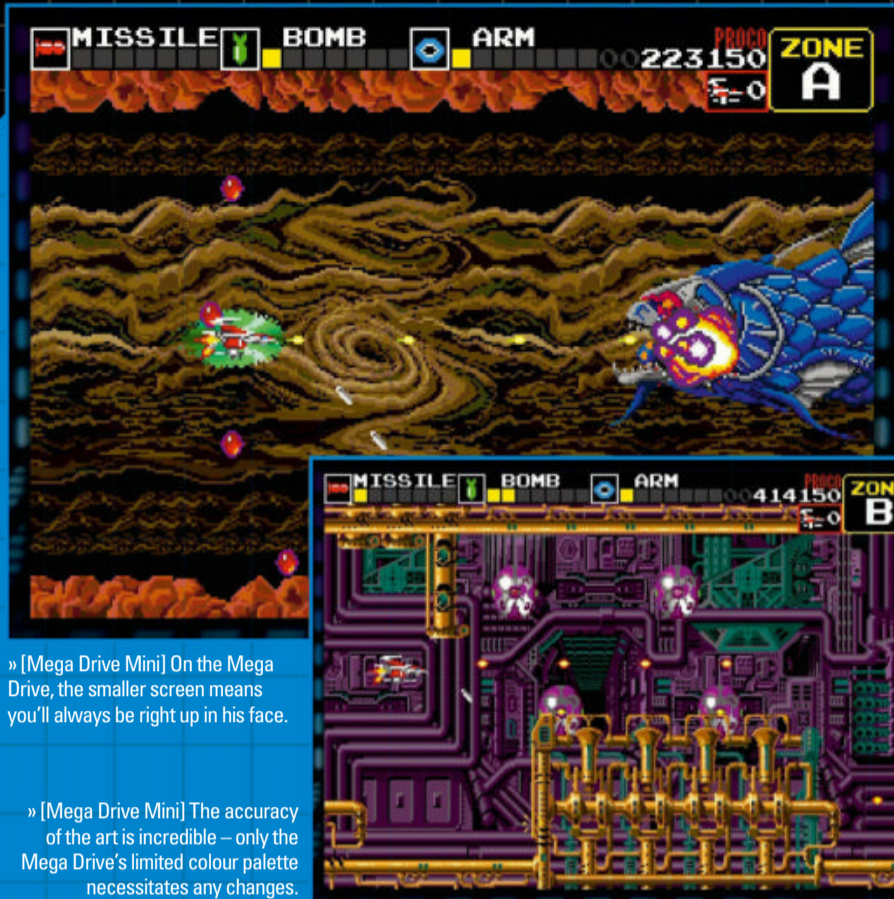 MISSILE BOMB ARM
PROCO
00223150
0
ZONE
A
MISSILE BOMB ARM
PROCO
00414150
0
ZON
B
» [Mega Drive Mini] On the Mega
Drive, the smaller screen means
you’ll always be right up in his face.
» [Mega Drive Mini] The accuracy
of the art is incredible – only the
Mega Drive’s limited colour palette
necessitates any changes.